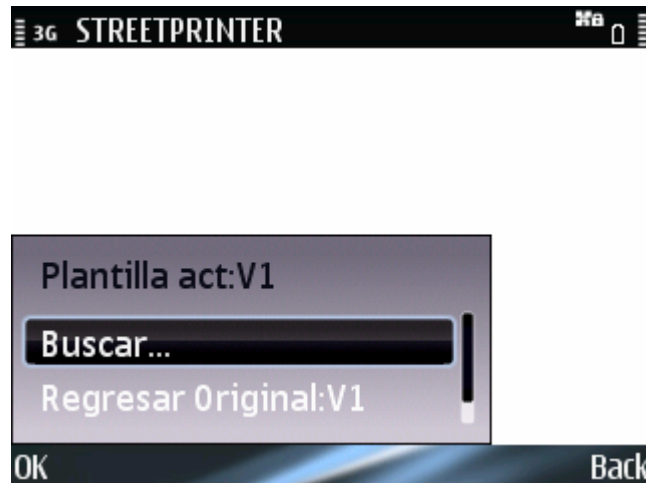 3G STREETPRINTER
Plantilla act:V1
Buscar...
Regresar Original:V1
OK Back